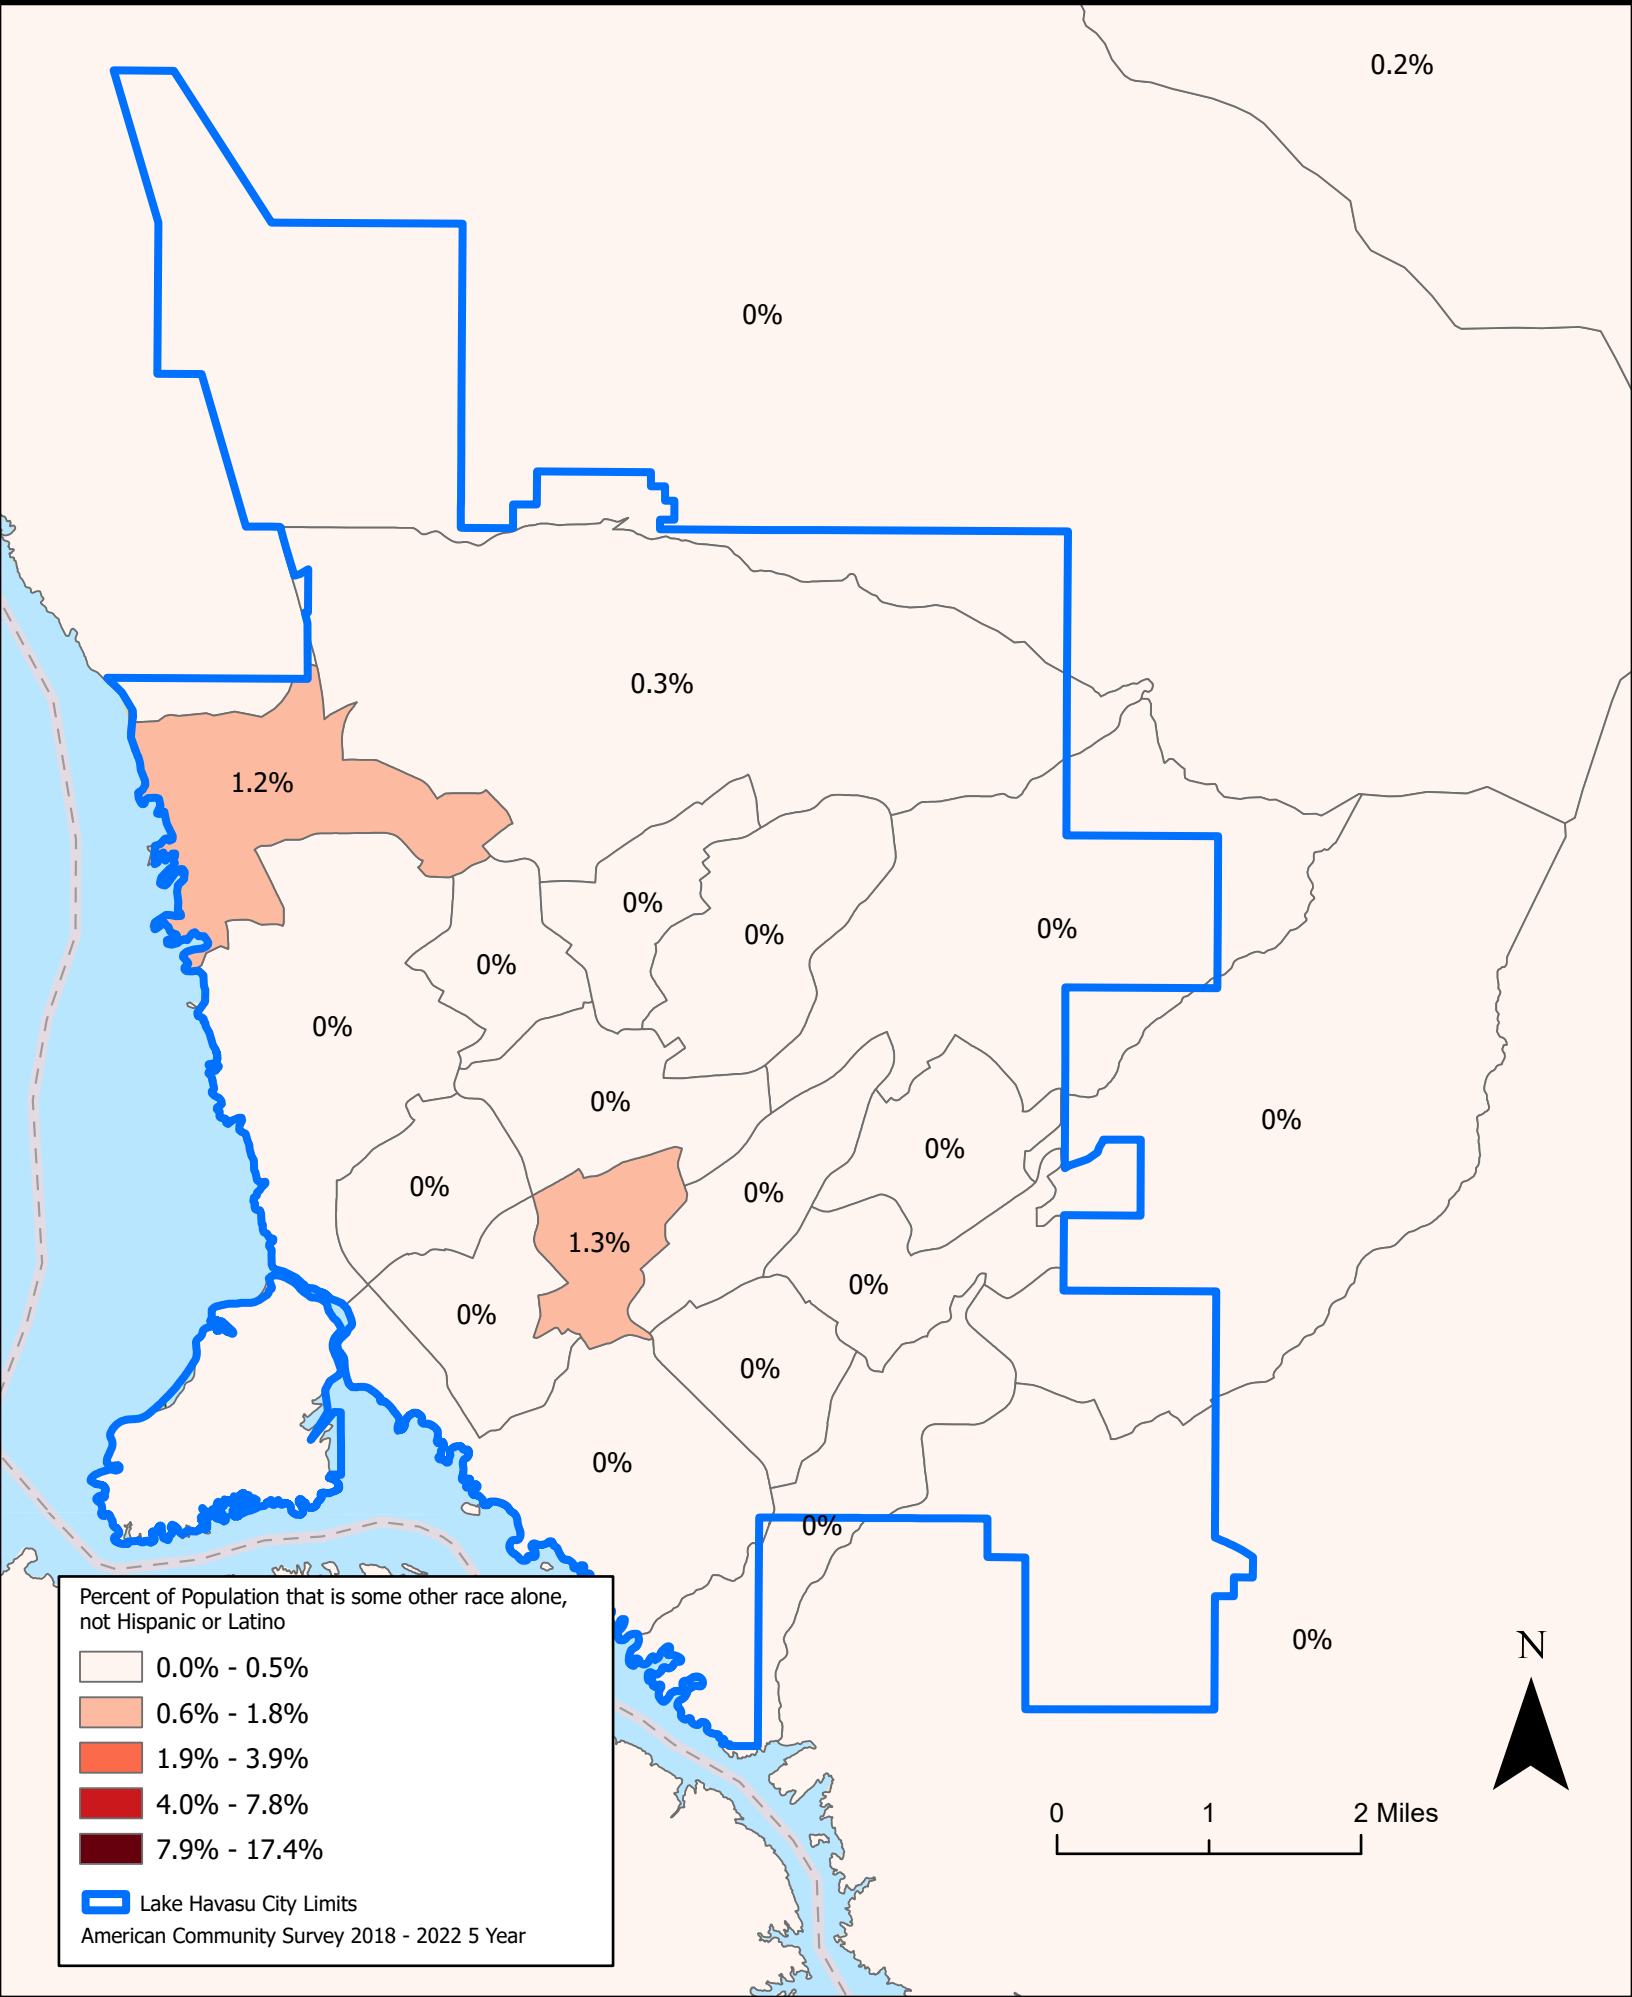 0.2%
0%
0.3%
1.2%
0%
0%
0%
0%
0%
0%
0%
0%
0%
0%
1.3%
0%
0%
0%
0%
0%
0%
Percent of Population that is some other race alone,
not Hispanic or Latino
0.0% - 0.5%
0.6% - 1.8%
1.9% - 3.9%
4.0% - 7.8%
7.9% - 17.4%
Lake Havasu City Limits
American Community Survey 2018 - 2022 5 Year
0%
N
0 1 2 Miles